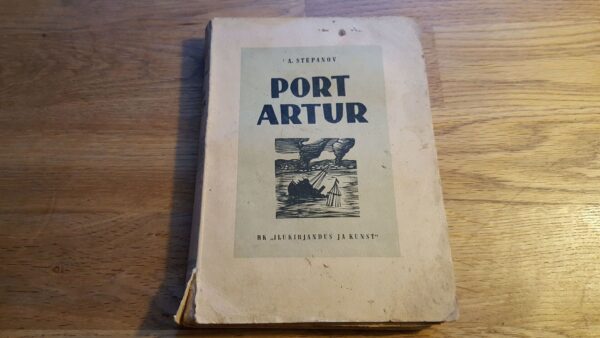 A. STEPANOV
PORT
ARTUR
RK „ILUKIRJANDUS JA KUNST"